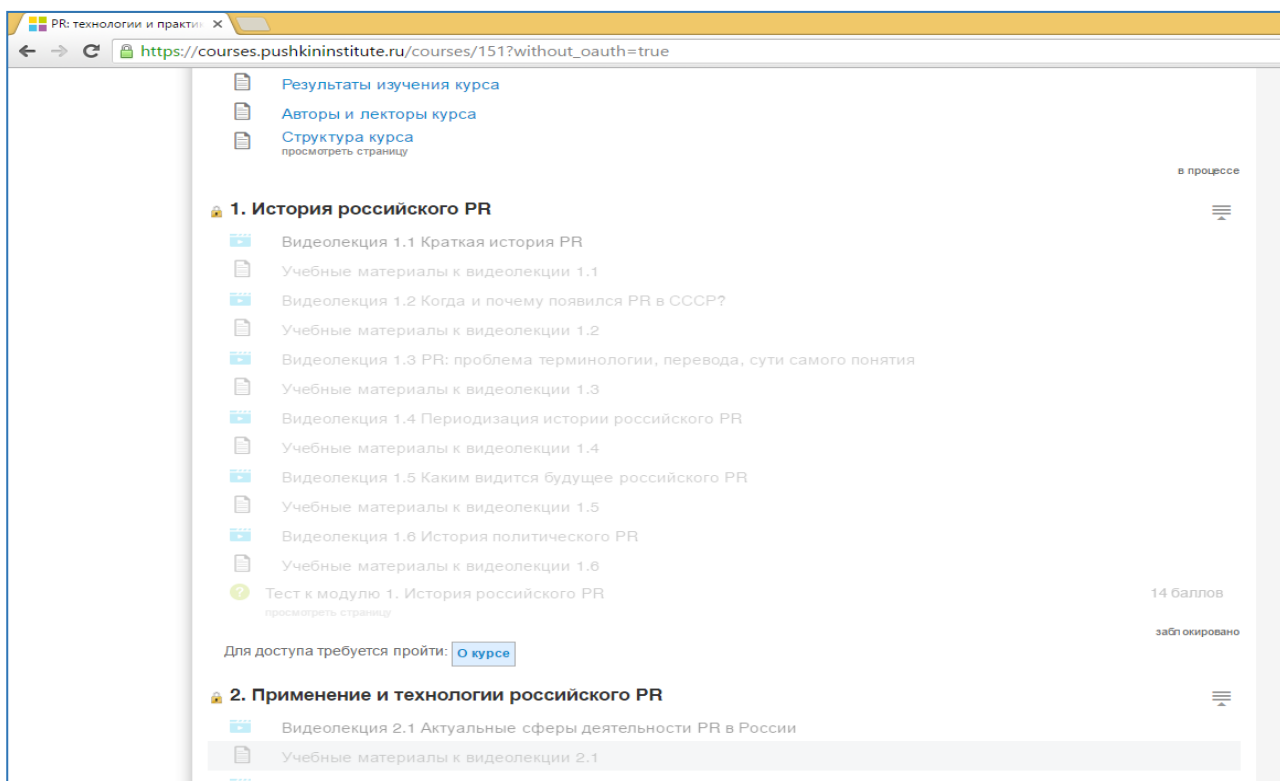 PR: технологии и практи
https://courses.pushkininstitute.ru/courses/151?without_oauth=true
Результаты изучения курса
Авторы и лекторы курса
Структура курса
просмотреть страницу
в процессе
1. История российского PR
Видеолекция 1.1 Краткая история PR
Учебные материалы к видеолекции 1.1
Видеолекция 1.2 Когда и почему появился PR в СССР?
Учебные материалы к видеолекции 1.2
Видеолекция 1.3 PR: проблема терминологии, перевода, сути самого понятия
Учебные материалы к видеолекции 1.3
Видеолекция 1.4 Периодизация истории российского PR
Учебные материалы к видеолекции 1.4
Видеолекция 1.5 Каким видится будущее российского PR
Учебные материалы к видеолекции 1.5
Видеолекция 1.6 История политического PR
Учебные материалы к видеолекции 1.6
Тест к модулю 1. История российского PR 14 баллов
просмотреть страницу
заблокировано
Для доступа требуется пройти: О курсе
2. Применение и технологии российского PR
Видеолекция 2.1 Актуальные сферы деятельности PR в России
Учебные материалы к видеолекции 2.1